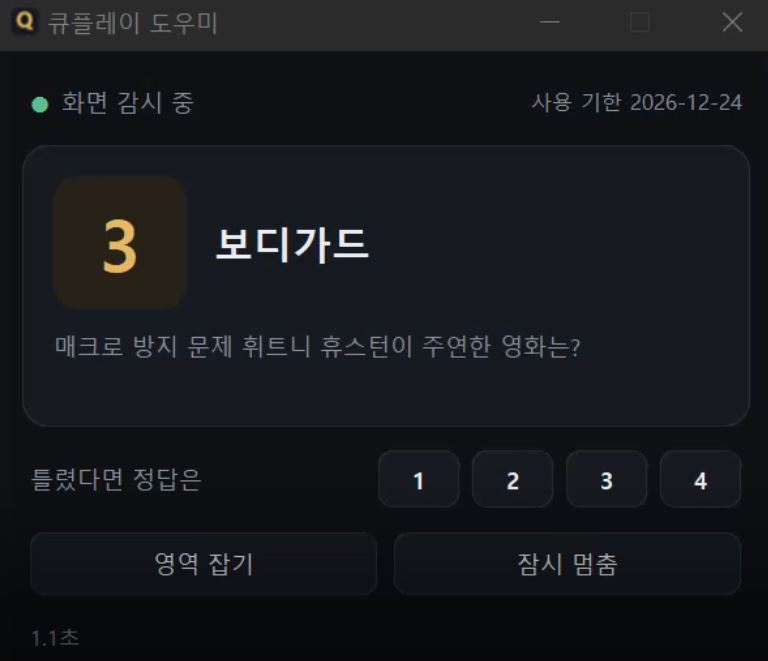 큐플레이 도우미
화면 감시 중 사용 기한 2026-12-24
3 보디가드
매크로 방지 문제 휘트니 휴스턴이 주연한 영화는?
틀렸다면 정답은 1 2 3 4
영역 잡기 잠시 멈춤
1.1초